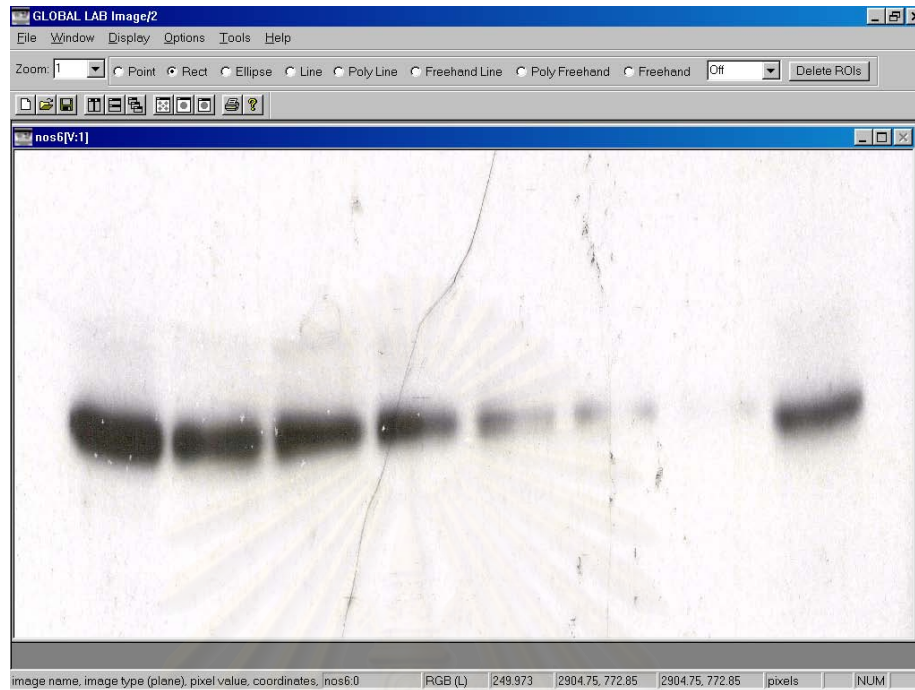 GLOBAL LAB Image/2
File Window Display Options Tools Help
Zoom: 1 Point Rect Ellipse Line Poly Line Freehand Line Poly Freehand Freehand Off Delete ROIs
nos6[V:1]
image name, image type (plane), pixel value, coordinates, nos6:0 RGB (L) 249.973 2904.75, 772.85 2904.75, 772.85 pixels NUM